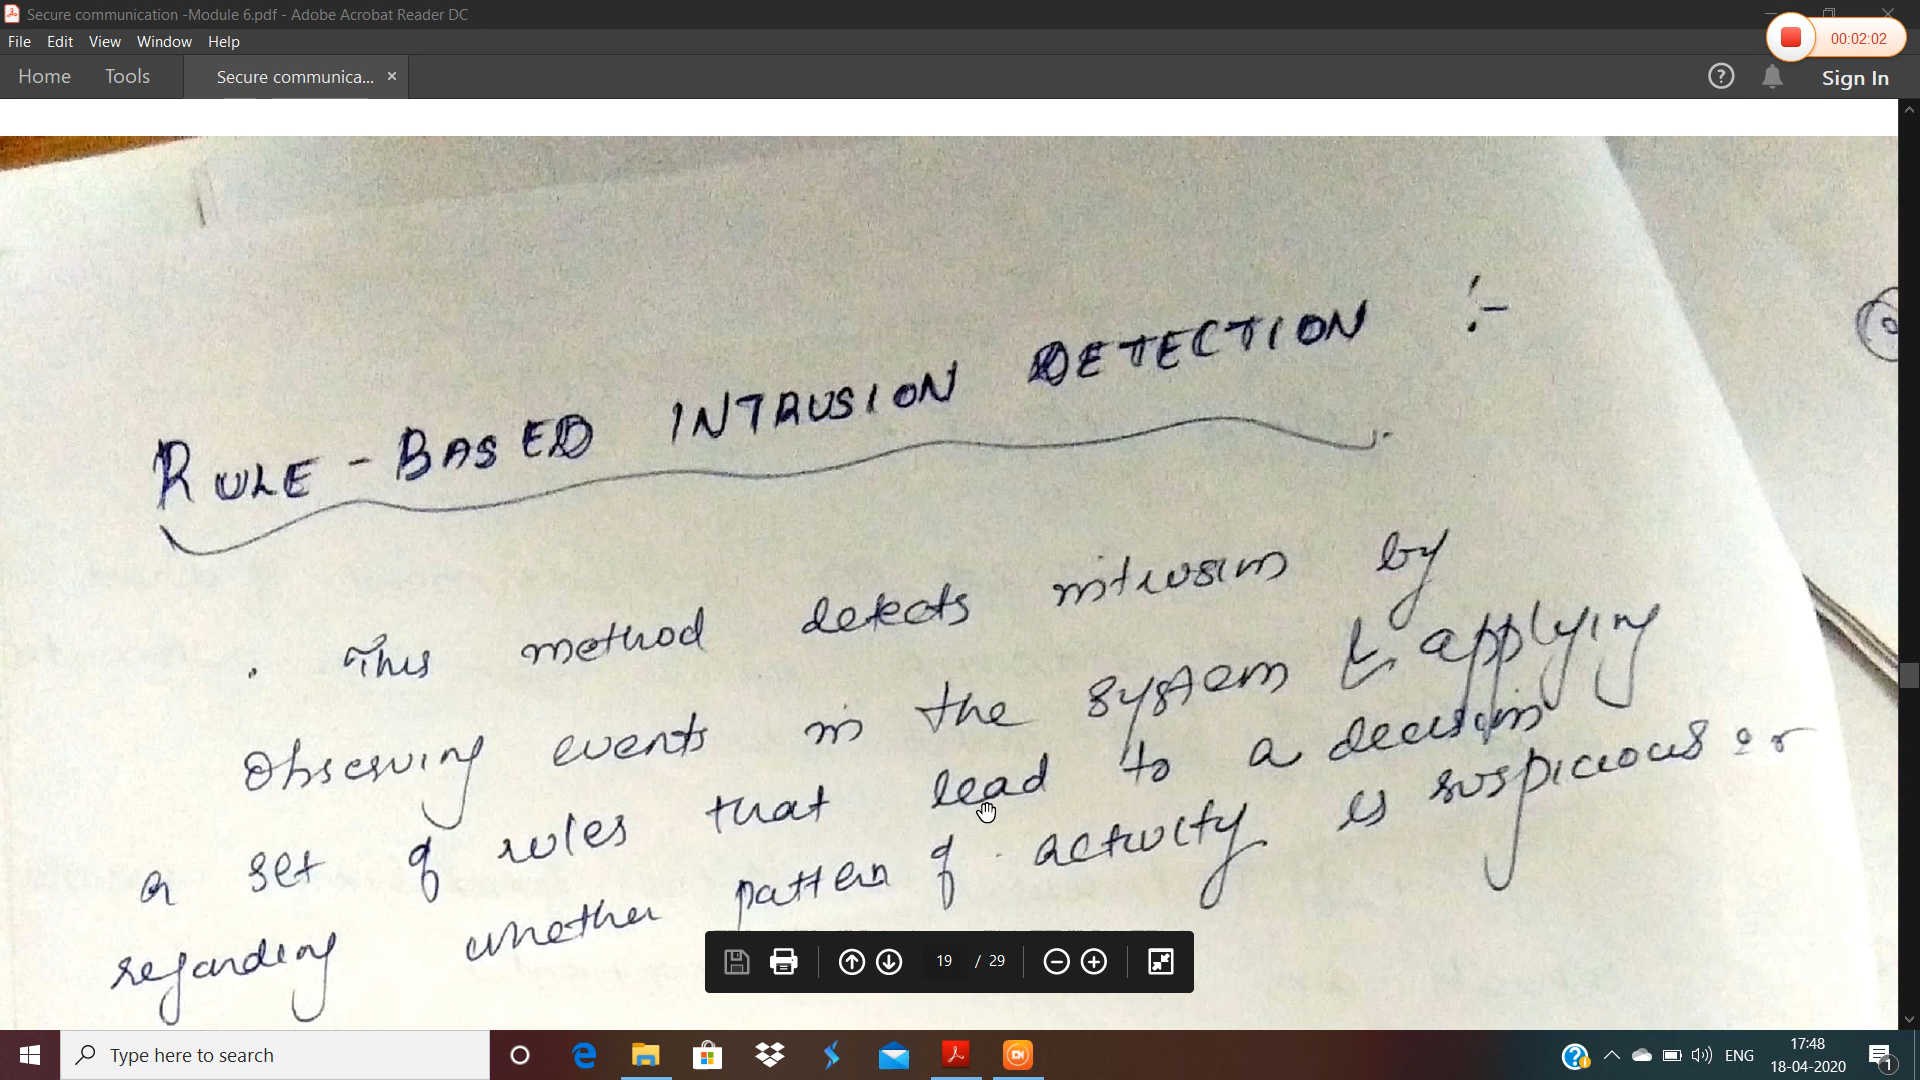 Secure communication -Module 6.pdf - Adobe Acrobat Reader DC
File Edit View Window Help
00:02:02
Home Tools Secure communica... × Sign In
RULE-BASED INTRUSION DETECTION :-
. This method detects intrusion by
Observing events in the system & applying
a set of rules that lead to a decision
regarding whether pattern of activity is suspicious or
19 / 29
Type here to search
ENG
17:48
18-04-2020
1